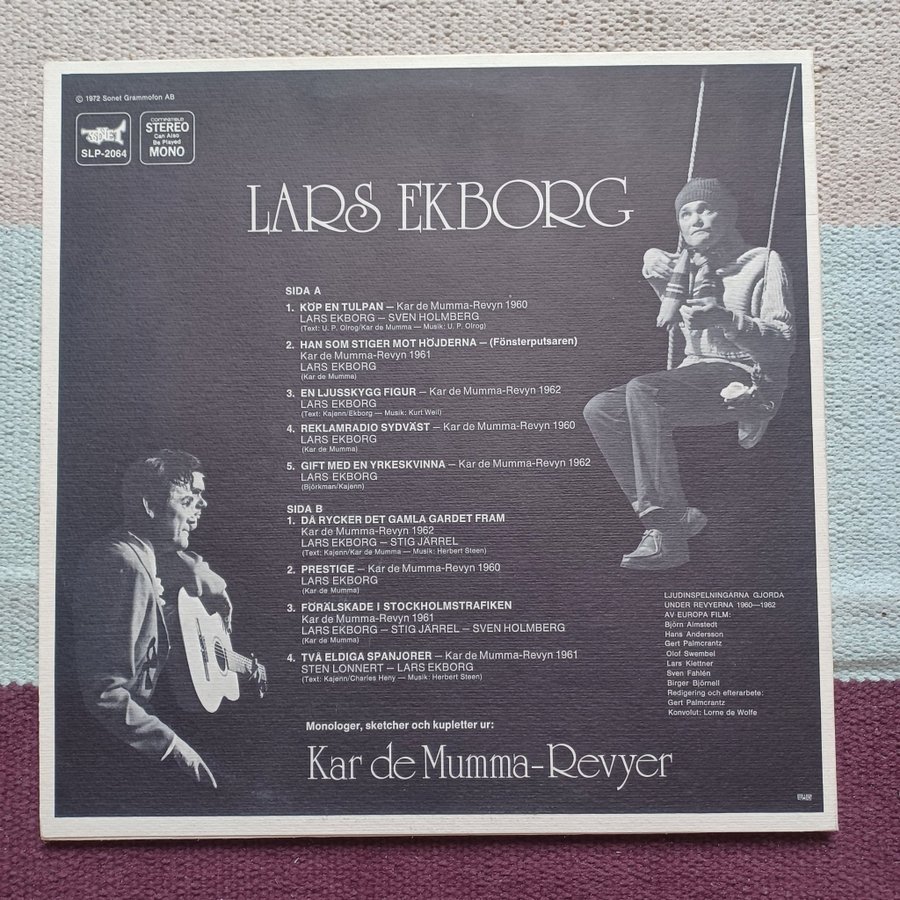 © 1972 Sonet Grammofon AB
SONET
SLP-2064
COMPATIBLE
STEREO
Can Also
Be Played
MONO
LARS EKBORG
SIDA A
1. KÖP EN TULPAN – Kar de Mumma-Revyn 1960
LARS EKBORG – SVEN HOLMBERG
(Text: U. P. Olrog/Kar de Mumma – Musik: U. P. Olrog)
2. HAN SOM STIGER MOT HÖJDERNA – (Fönsterputsaren)
Kar de Mumma-Revyn 1961
LARS EKBORG
(Kar de Mumma)
3. EN LJUSSKYGG FIGUR – Kar de Mumma-Revyn 1962
LARS EKBORG
(Text: Kajenn/Ekborg – Musik: Kurt Weil)
4. REKLAMRADIO SYDVÄST – Kar de Mumma-Revyn 1960
LARS EKBORG
(Kar de Mumma)
5. GIFT MED EN YRKESKVINNA – Kar de Mumma-Revyn 1962
LARS EKBORG
(Björkman/Kajenn)
SIDA B
1. DÅ RYCKER DET GAMLA GARDET FRAM
Kar de Mumma-Revyn 1962
LARS EKBORG – STIG JÄRREL
(Text: Kajenn/Kar de Mumma – Musik: Herbert Steen)
2. PRESTIGE – Kar de Mumma-Revyn 1960
LARS EKBORG
(Kar de Mumma)
3. FÖRÄLSKADE I STOCKHOLMSTRAFIKEN
Kar de Mumma-Revyn 1961
LARS EKBORG – STIG JÄRREL – SVEN HOLMBERG
(Kar de Mumma)
4. TVÅ ELDIGA SPANJORER – Kar de Mumma-Revyn 1961
STEN LONNERT – LARS EKBORG
(Text: Kajenn/Charles Heny – Musik: Herbert Steen)
LJUDINSPELNINGARNA GJORDA
UNDER REVYERNA 1960–1962
AV EUROPA FILM:
Björn Almstedt
Hans Andersson
Gert Palmcrantz
Olof Swembel
Lars Klettner
Sven Fahlén
Birger Björnell
Redigering och efterarbete:
Gert Palmcrantz
Konvolut: Lorne de Wolfe
Monologer, sketcher och kupletter ur:
Kar de Mumma-Revyer